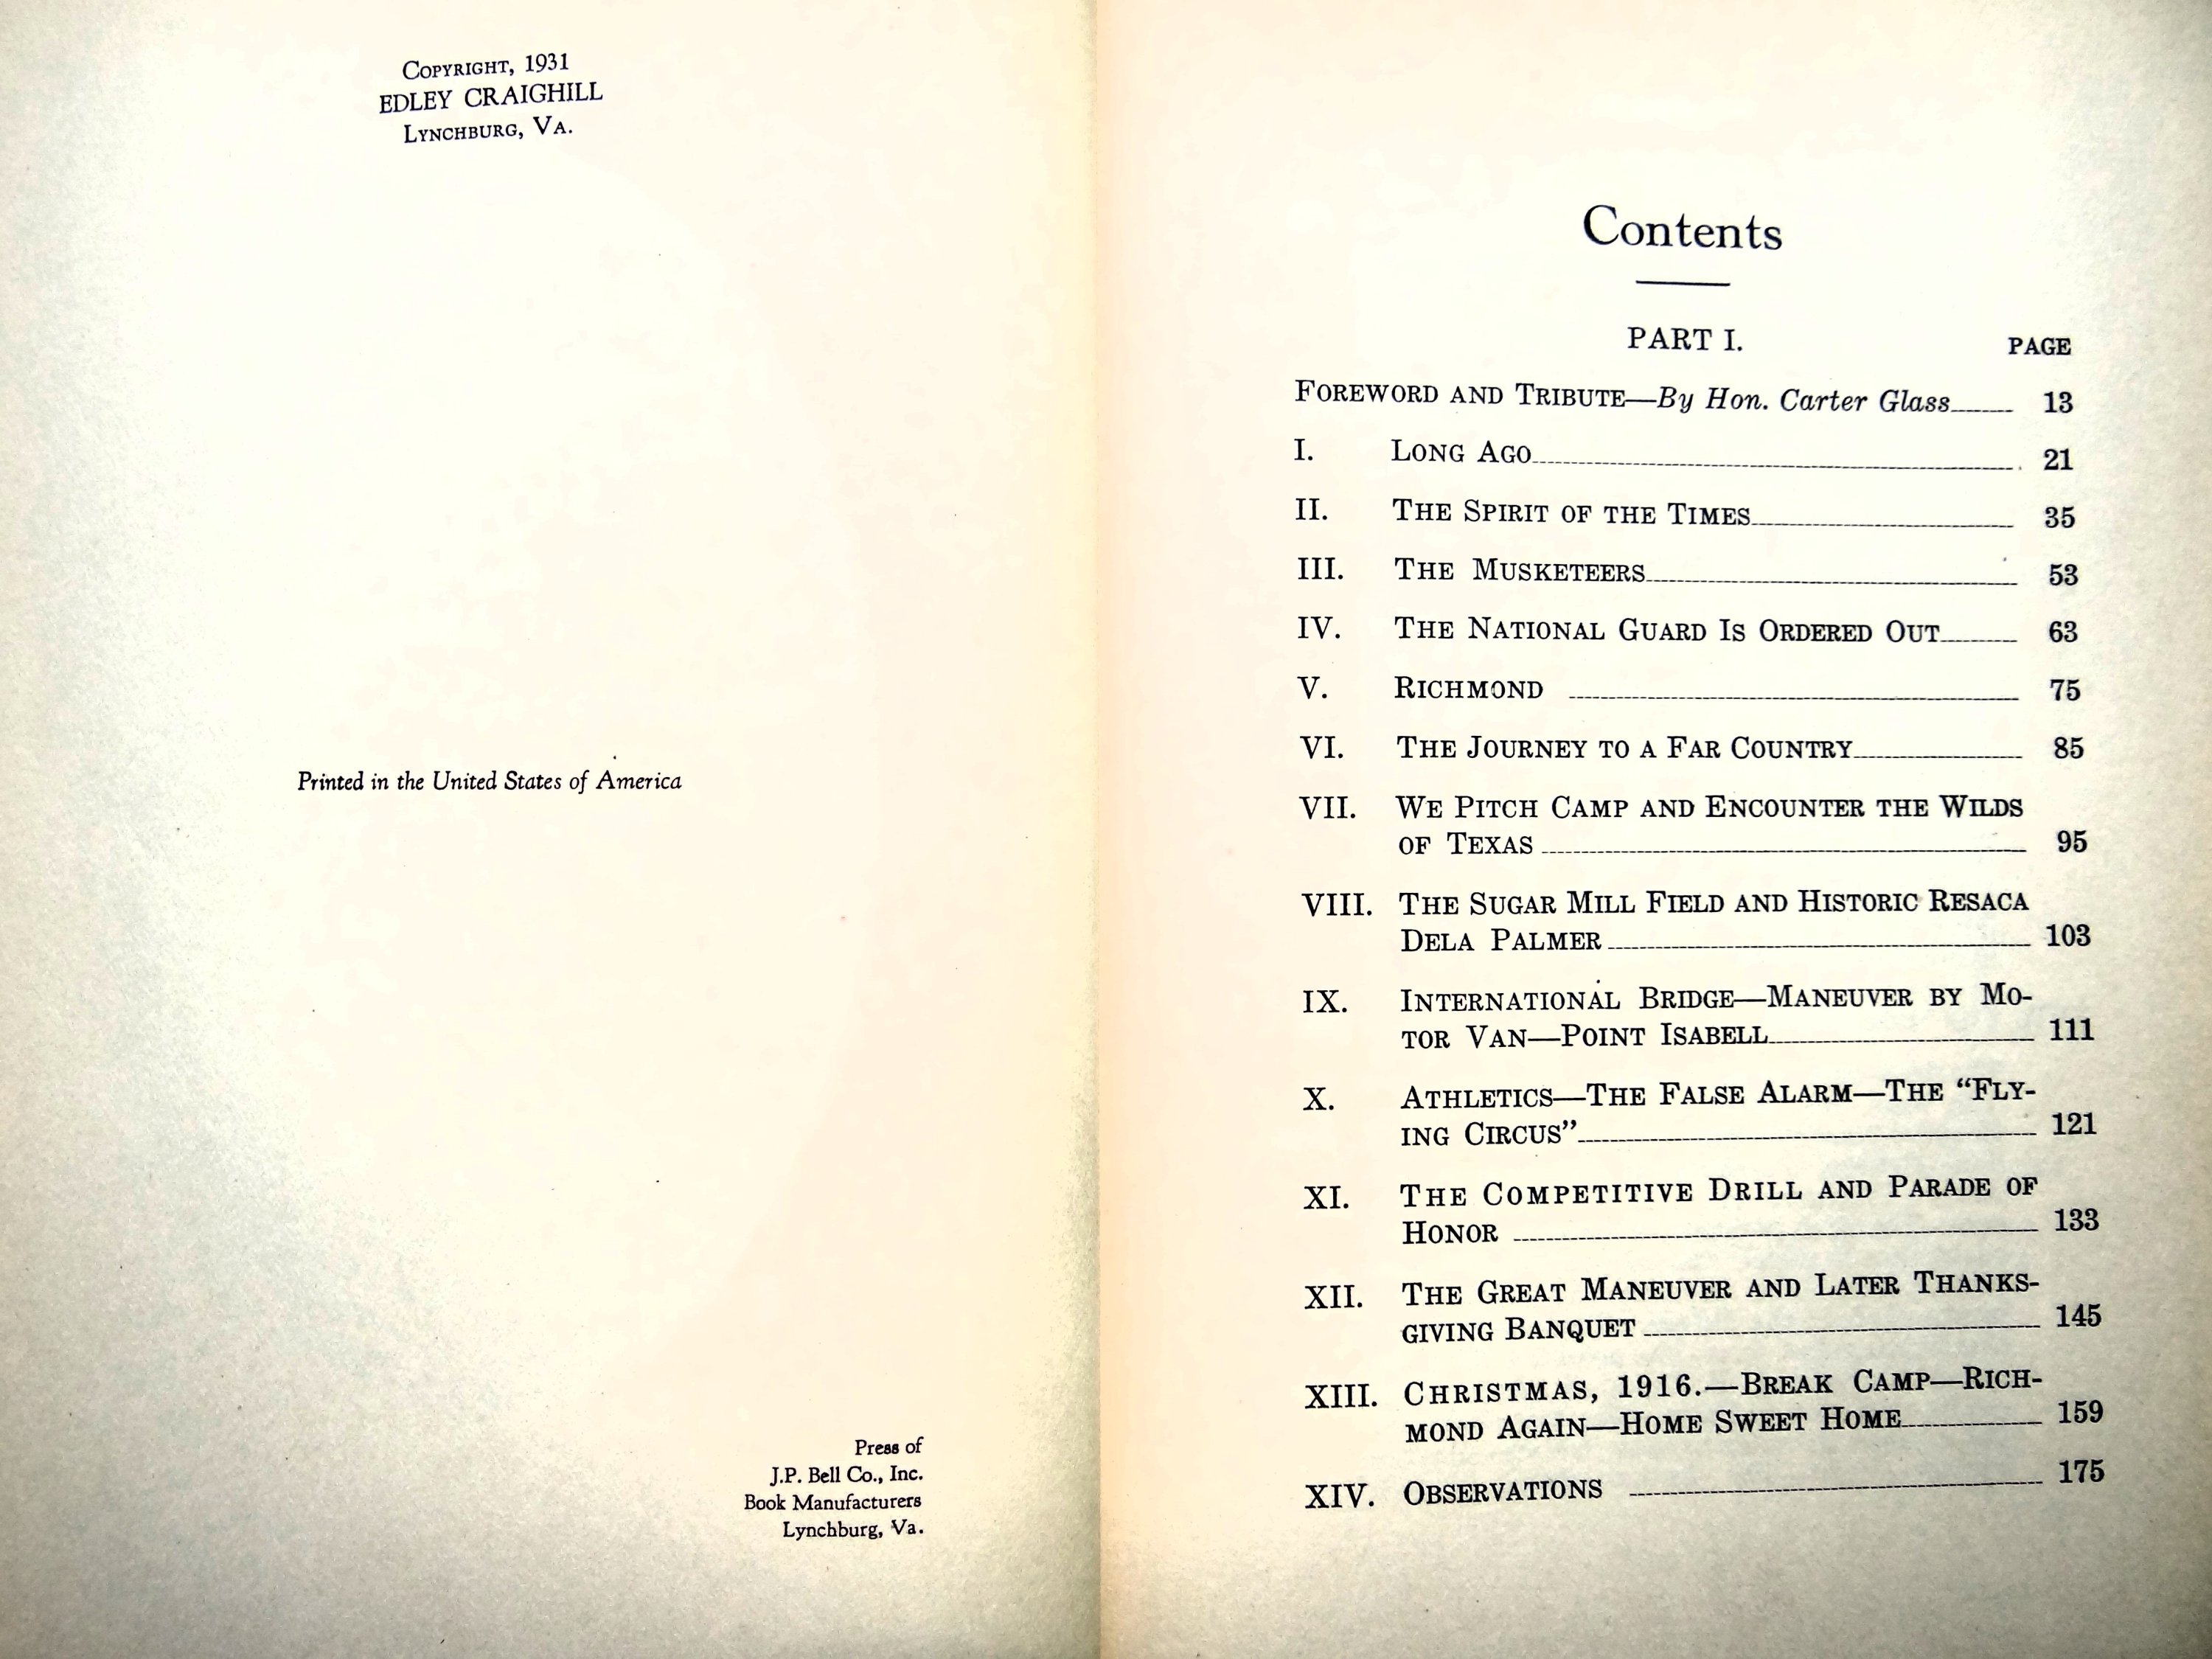 Copyright, 1931
EDLEY CRAIGHILL
Lynchburg, Va.
Printed in the United States of America
Press of
J.P. Bell Co., Inc.
Book Manufacturers
Lynchburg, Va.
Contents
PART I.
PAGE
Foreword and Tribute—By Hon. Carter Glass 13
I. Long Ago 21
II. The Spirit of the Times 35
III. The Musketeers 53
IV. The National Guard Is Ordered Out 63
V. Richmond 75
VI. The Journey to a Far Country 85
VII. We Pitch Camp and Encounter the Wilds
of Texas 95
VIII. The Sugar Mill Field and Historic Resaca
Dela Palmer 103
IX. International Bridge—Maneuver by Mo-
tor Van—Point Isabell 111
X. Athletics—The False Alarm—The “Fly-
ing Circus” 121
XI. The Competitive Drill and Parade of
Honor 133
XII. The Great Maneuver and Later Thanks-
giving Banquet 145
XIII. Christmas, 1916.—Break Camp—Rich-
mond Again—Home Sweet Home 159
XIV. Observations 175